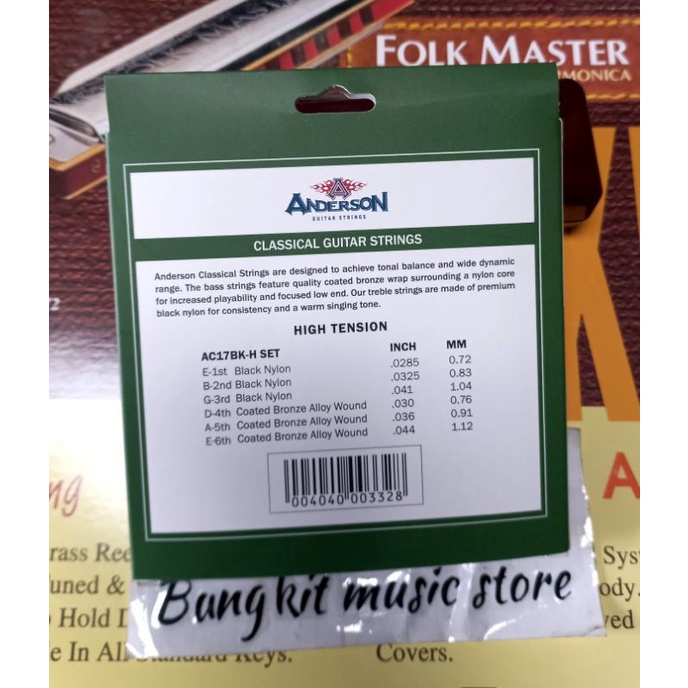 FOLK MASTER
MONICA
ANDERSON
GUITAR STRINGS
CLASSICAL GUITAR STRINGS
Anderson Classical Strings are designed to achieve tonal balance and wide dynamic
range. The bass strings feature quality coated bronze wrap surrounding a nylon core
for increased playability and focused low end. Our treble strings are made of premium
black nylon for consistency and a warm singing tone.
HIGH TENSION
AC17BK-H SET INCH MM
E-1st Black Nylon .0285 0.72
B-2nd Black Nylon .0325 0.83
G-3rd Black Nylon .041 1.04
D-4th Coated Bronze Alloy Wound .030 0.76
A-5th Coated Bronze Alloy Wound .036 0.91
E-6th Coated Bronze Alloy Wound .044 1.12
004040 003328
Bangkit music store
rass Ree
uned &
Hold
e In All Standard Keys.
A
Sys
ody.
ed
Covers.